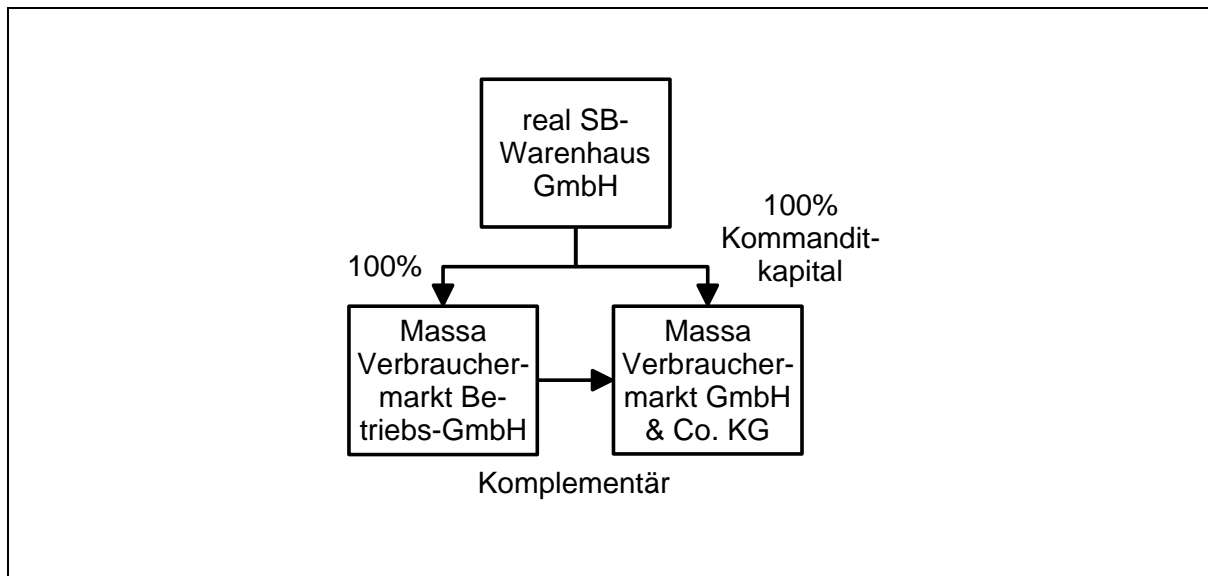 real SB-
Warenhaus
GmbH
100%
Kommandit-
kapital
100%
Massa
Verbraucher-
markt Be-
triebs-GmbH
Massa
Verbraucher-
markt GmbH
& Co. KG
Komplementär